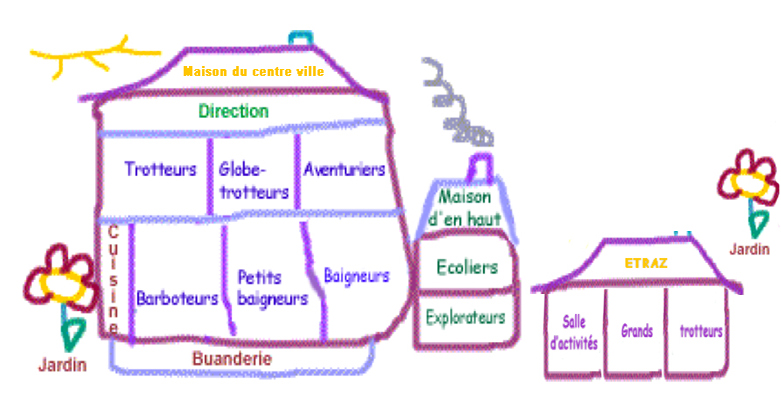 Maison du centre ville
Direction
Trotteurs
Globe-
trotteurs
Aventuriers
Cuisine
Barboteurs
Petits
baigneurs
Baigneurs
Buanderie
Jardin
Maison
d'en haut
Ecoliers
Explorateurs
Jardin
ETRAZ
Salle
d'activités
Grands
trotteurs